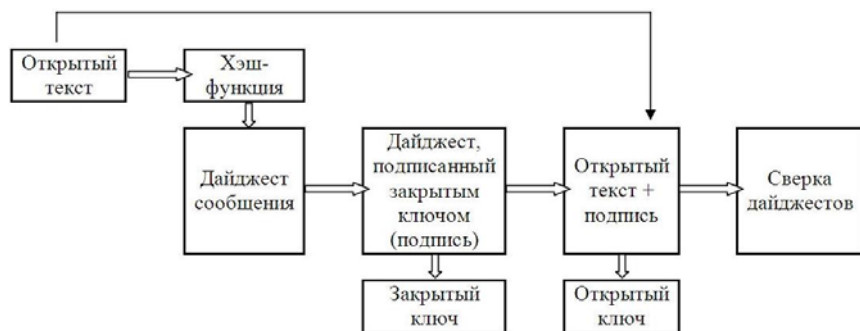 Открытый
текст
Хэш-
функция
Дайджест
сообщения
Дайджест,
подписанный
закрытым
ключом
(подпись)
Открытый
текст +
подпись
Сверка
дайджестов
Закрытый
ключ
Открытый
ключ